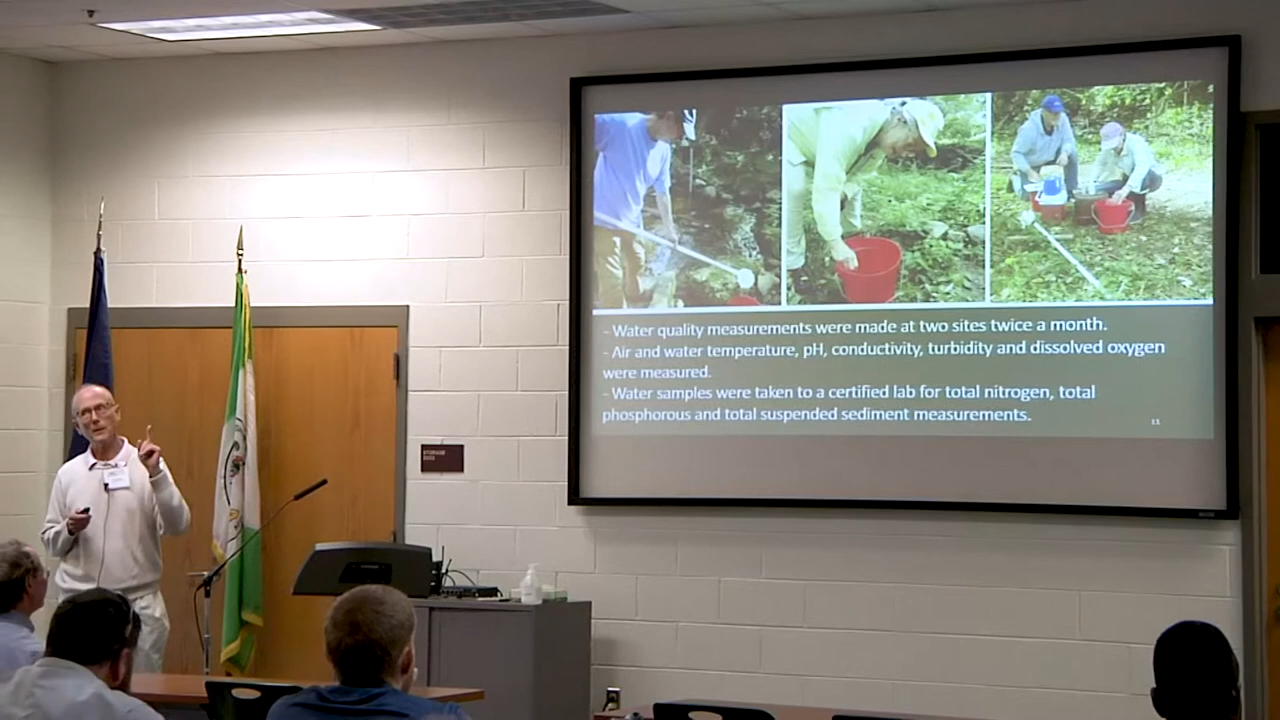 - Water quality measurements were made at two sites twice a month.
- Air and water temperature, pH, conductivity, turbidity and dissolved oxygen
were measured.
- Water samples were taken to a certified lab for total nitrogen, total
phosphorous and total suspended sediment measurements.
11
STORAGE